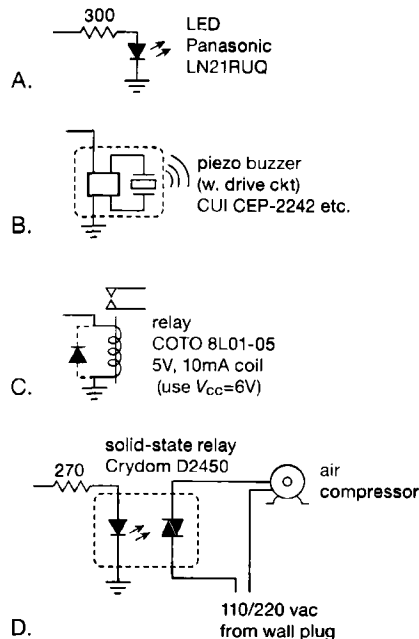 300
LED
Panasonic
LN21RUQ
A.
piezo buzzer
(w. drive ckt)
CUI CEP-2242 etc.
B.
relay
COTO 8L01-05
5V, 10mA coil
(use Vcc=6V)
C.
solid-state relay
Crydom D2450
270
air
compressor
110/220 vac
from wall plug
D.